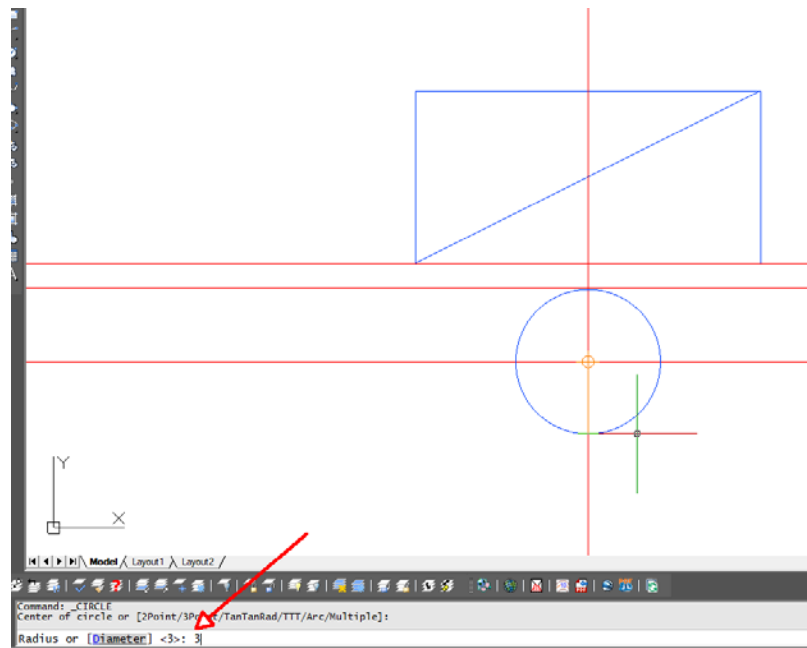 Y
X
Model / Layout1 / Layout2 /
Command: _CIRCLE
Center of circle or [2Point/3Point/TanTanRad/TTT/Arc/Multiple]:
Radius or [Diameter] <3>: 3